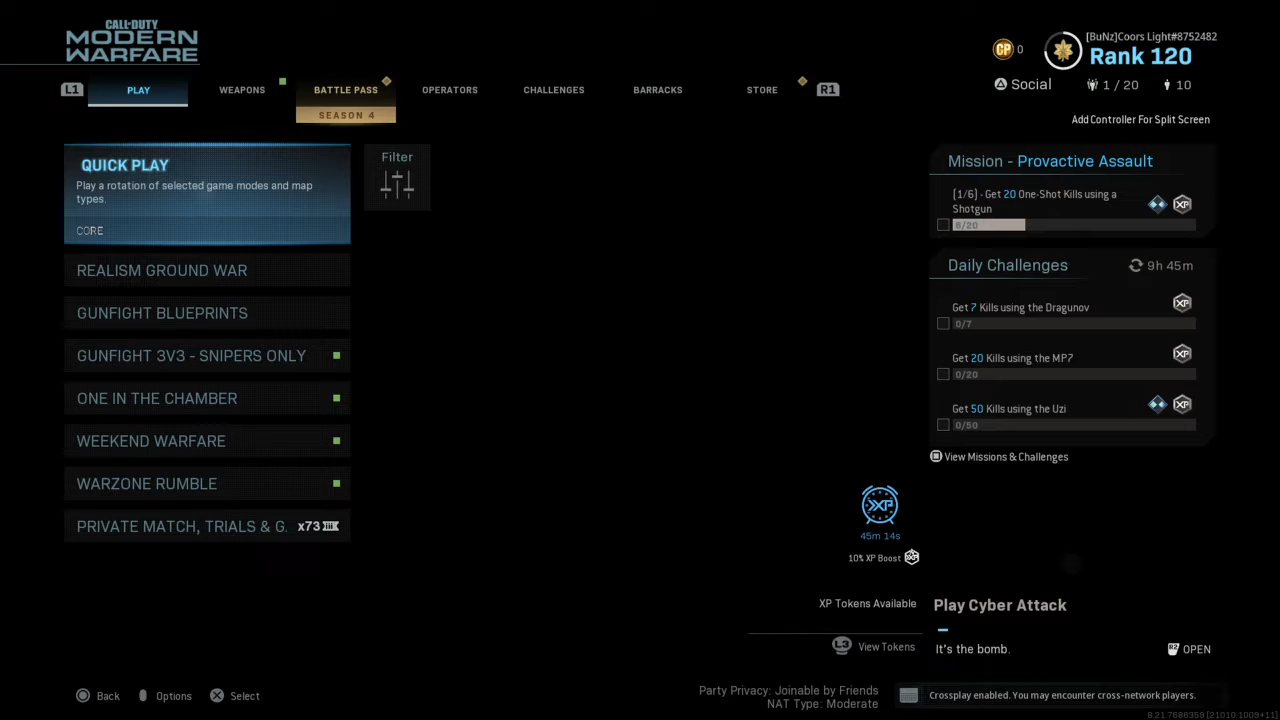 CALL·DUTY
MODERN
WARFARE
CP 0
[BuNz]Coors Light#8752482
Rank 120
Social
1 / 20
10
L1
PLAY
WEAPONS
BATTLE PASS
SEASON 4
OPERATORS
CHALLENGES
BARRACKS
STORE
R1
Add Controller For Split Screen
QUICK PLAY
Play a rotation of selected game modes and map
types.
CORE
Filter
REALISM GROUND WAR
GUNFIGHT BLUEPRINTS
GUNFIGHT 3V3 - SNIPERS ONLY
ONE IN THE CHAMBER
WEEKEND WARFARE
WARZONE RUMBLE
PRIVATE MATCH, TRIALS & G. x73
Mission - Provactive Assault
[1/6] - Get 20 One-Shot Kills using a
Shotgun
XP
6/20
Daily Challenges
9h 45m
Get 7 Kills using the Dragunov
XP
0/7
Get 20 Kills using the MP7
XP
0/20
Get 50 Kills using the Uzi
XP
0/50
View Missions & Challenges
XP
45m 14s
10% XP Boost
XP Tokens Available
L3 View Tokens
Play Cyber Attack
It's the bomb.
R2 OPEN
Back
Options
Select
Party Privacy: Joinable by Friends
NAT Type: Moderate
Crossplay enabled. You may encounter cross-network players.